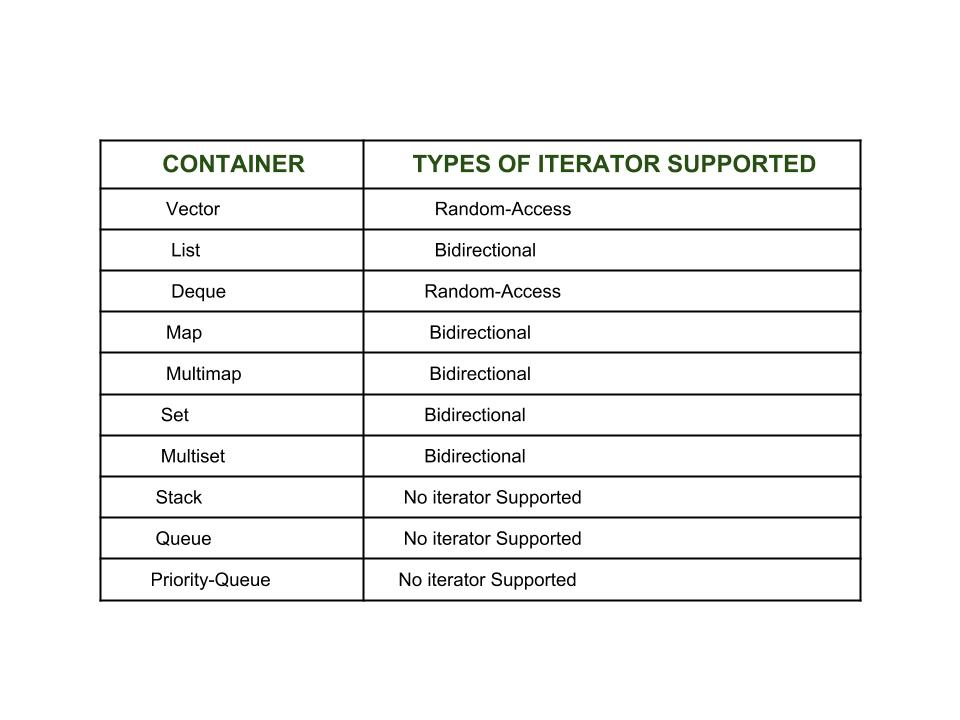 CONTAINER TYPES OF ITERATOR SUPPORTED
Vector Random-Access
List Bidirectional
Deque Random-Access
Map Bidirectional
Multimap Bidirectional
Set Bidirectional
Multiset Bidirectional
Stack No iterator Supported
Queue No iterator Supported
Priority-Queue No iterator Supported